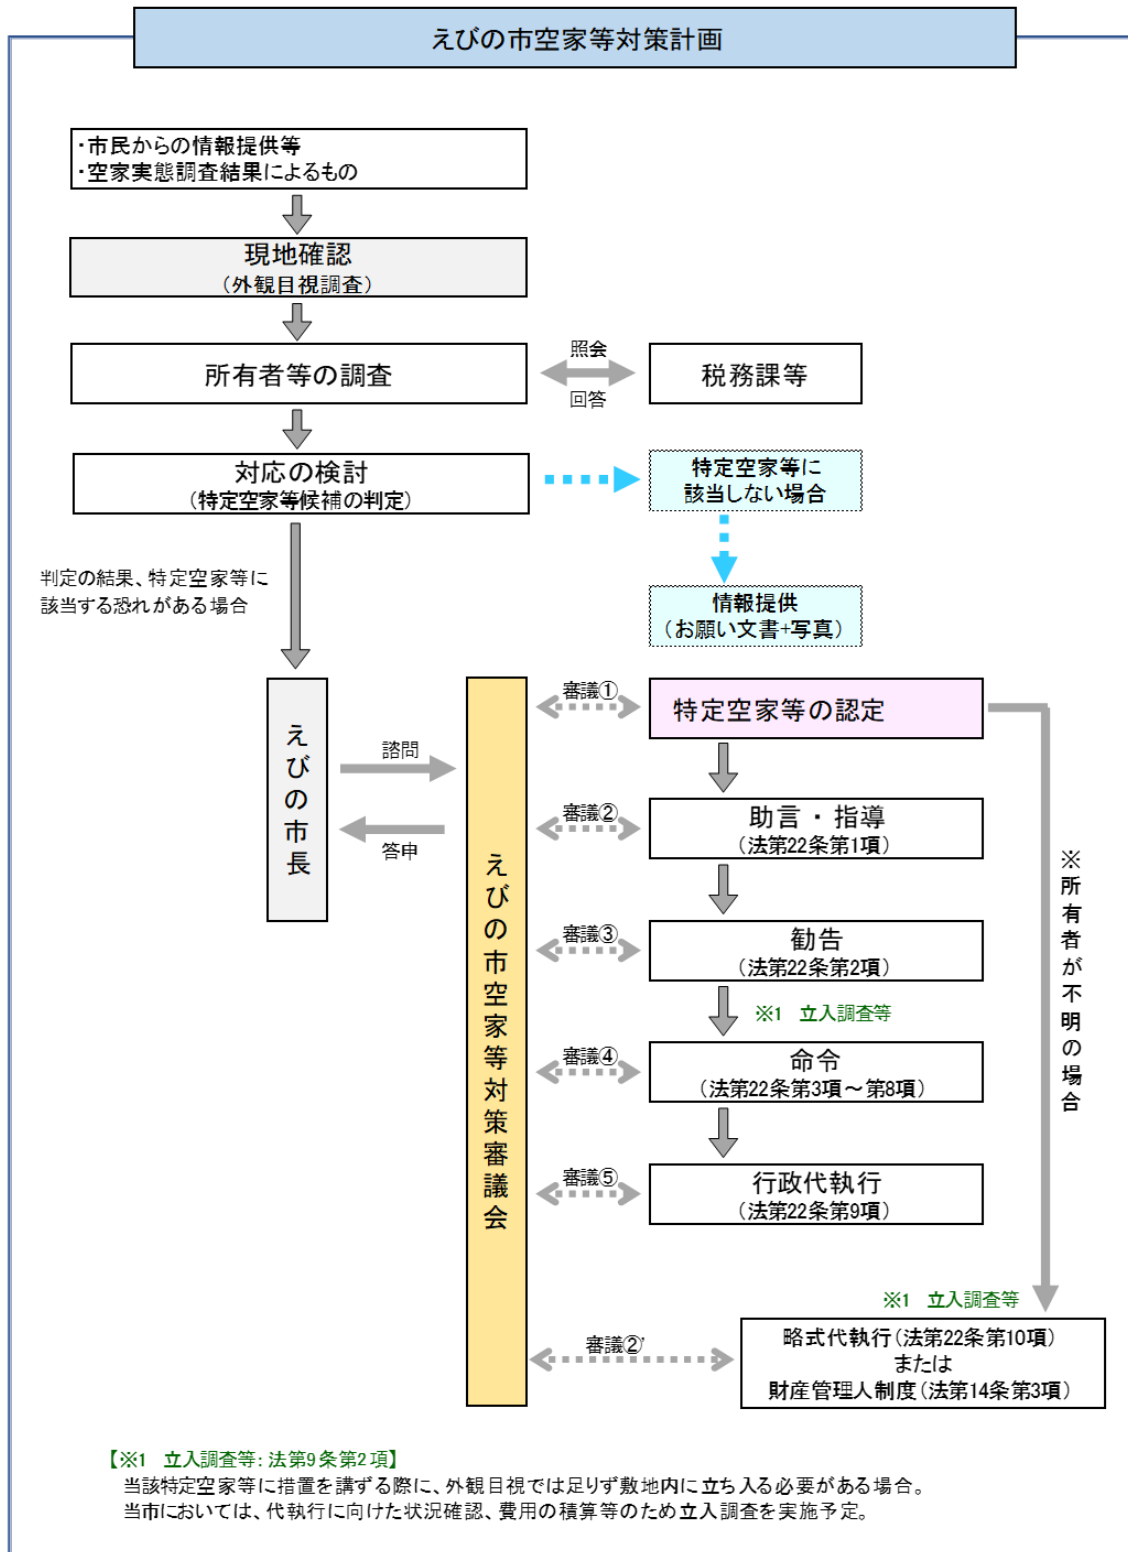 えびの市空家等対策計画
・市民からの情報提供等
・空家実態調査結果によるもの
現地確認
（外観目視調査）
所有者等の調査
照会
回答
税務課等
対応の検討
（特定空家等候補の判定）
特定空家等に
該当しない場合
判定の結果、特定空家等に
該当する恐れがある場合
情報提供
（お願い文書+写真）
えびの市長
諮問
答申
えびの市空家等対策審議会
審議①
特定空家等の認定
審議②
助言・指導
（法第22条第1項）
審議③
勧告
（法第22条第2項）
※1　立入調査等
審議④
命令
（法第22条第3項～第8項）
審議⑤
行政代執行
（法第22条第9項）
※所有者が不明の場合
※1　立入調査等
審議②'
略式代執行（法第22条第10項）
または
財産管理人制度（法第14条第3項）
【※1　立入調査等：法第9条第2項】
当該特定空家等に措置を講ずる際に、外観目視では足りず敷地内に立ち入る必要がある場合。
当市においては、代執行に向けた状況確認、費用の積算等のため立入調査を実施予定。